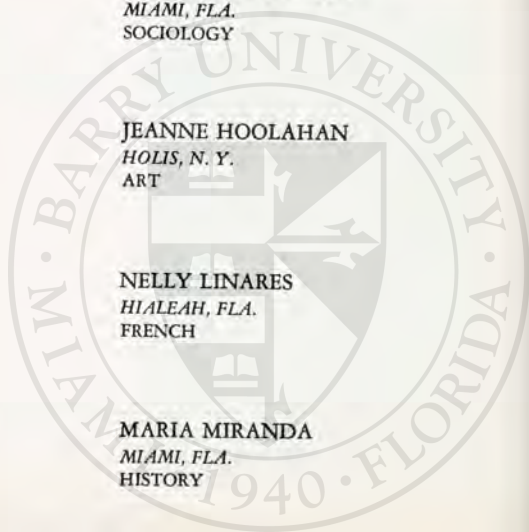 MIAMI, FLA.
SOCIOLOGY
JEANNE HOOLAHAN
HOLIS, N. Y.
ART
NELLY LINARES
HIALEAH, FLA.
FRENCH
MARIA MIRANDA
MIAMI, FLA.
HISTORY
BARRY UNIVERSITY · MIAMI · FLORIDA
1940